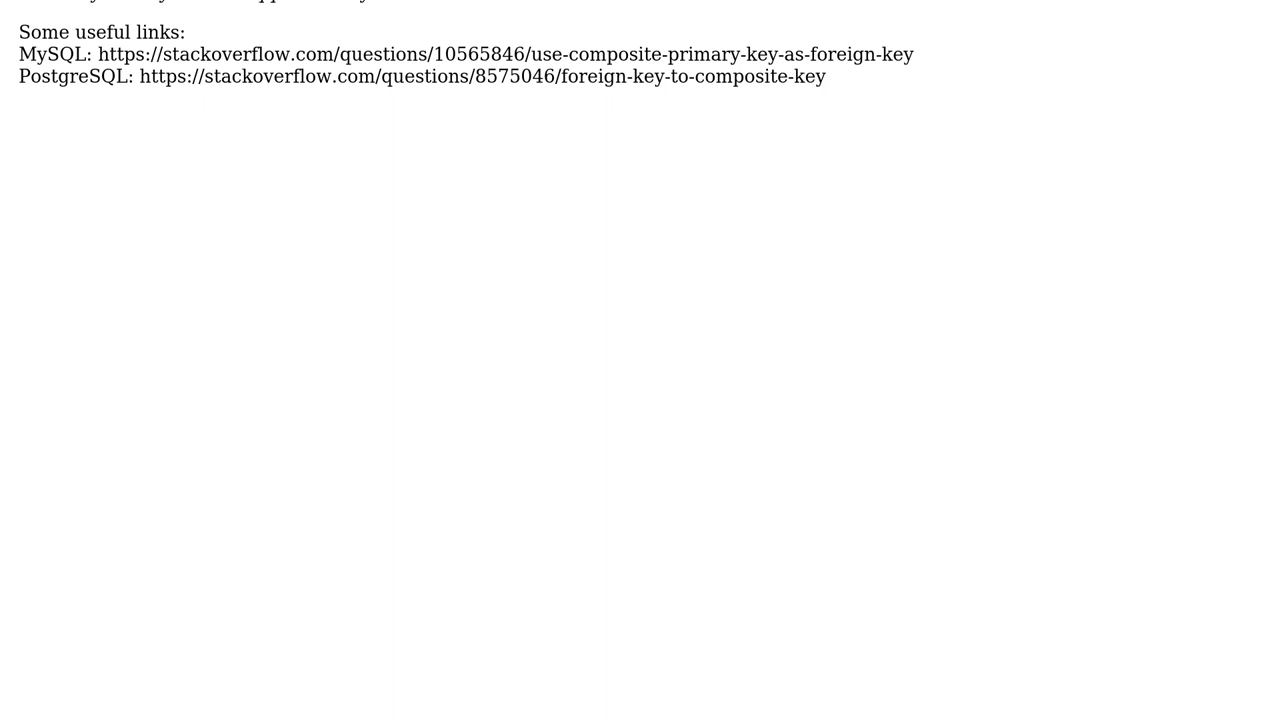 Some useful links:
MySQL: https://stackoverflow.com/questions/10565846/use-composite-primary-key-as-foreign-key
PostgreSQL: https://stackoverflow.com/questions/8575046/foreign-key-to-composite-key